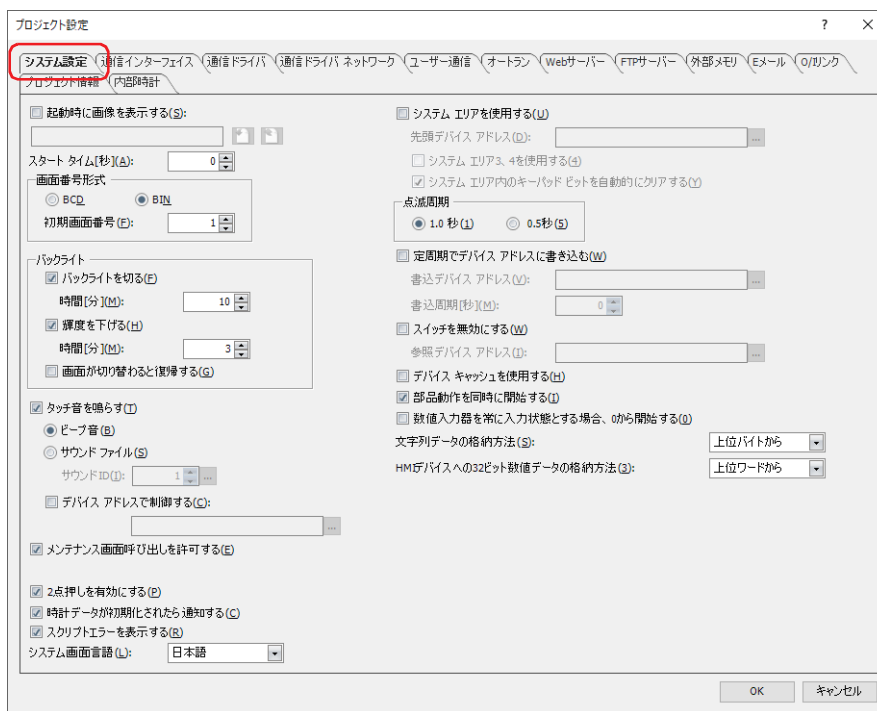 プロジェクト設定
システム設定 通信インターフェイス 通信ドライバ 通信ドライバ ネットワーク ユーザー通信 オートラン Webサーバー FTPサーバー 外部メモリ Eメール O/Iリンク
プロジェクト情報 内部時計
起動時に画像を表示する(S):
スタート タイム[秒](A): 0
画面番号形式
BCD BIN
初期画面番号(F): 1
バックライト
バックライトを切る(F)
時間[分](M): 10
輝度を下げる(H)
時間[分](M): 3
画面が切り替わると復帰する(G)
タッチ音を鳴らす(T)
ビープ音(B)
サウンド ファイル(S)
サウンド ID(I): 1 ...
デバイス アドレスで制御する(C):
...
メンテナンス画面呼び出しを許可する(E)
2点押しを有効にする(P)
時計データが初期化されたら通知する(C)
スクリプトエラーを表示する(R)
システム画面言語(L): 日本語
システム エリアを使用する(U)
先頭デバイス アドレス(D): ...
システム エリア3、4を使用する(4)
システム エリア内のキーパッド ビットを自動的にクリアする(Y)
点滅周期
1.0 秒(1) 0.5秒(5)
定周期でデバイス アドレスに書き込む(W)
書込デバイス アドレス(V): ...
書込周期[秒](M): 0
スイッチを無効にする(W)
参照デバイス アドレス(I): ...
デバイス キャッシュを使用する(H)
部品動作を同時に開始する(I)
数値入力器を常に入力状態とする場合、0から開始する(0)
文字列データの格納方法(S): 上位バイトから
HMIデバイスへの32ビット数値データの格納方法(3): 上位ワードから
OK キャンセル